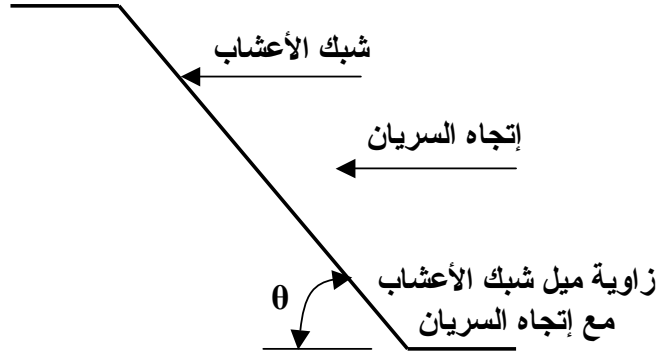 شبك الأعشاب
إتجاه السريان
زاوية ميل شبك الأعشاب
مع إتجاه السريان
θ